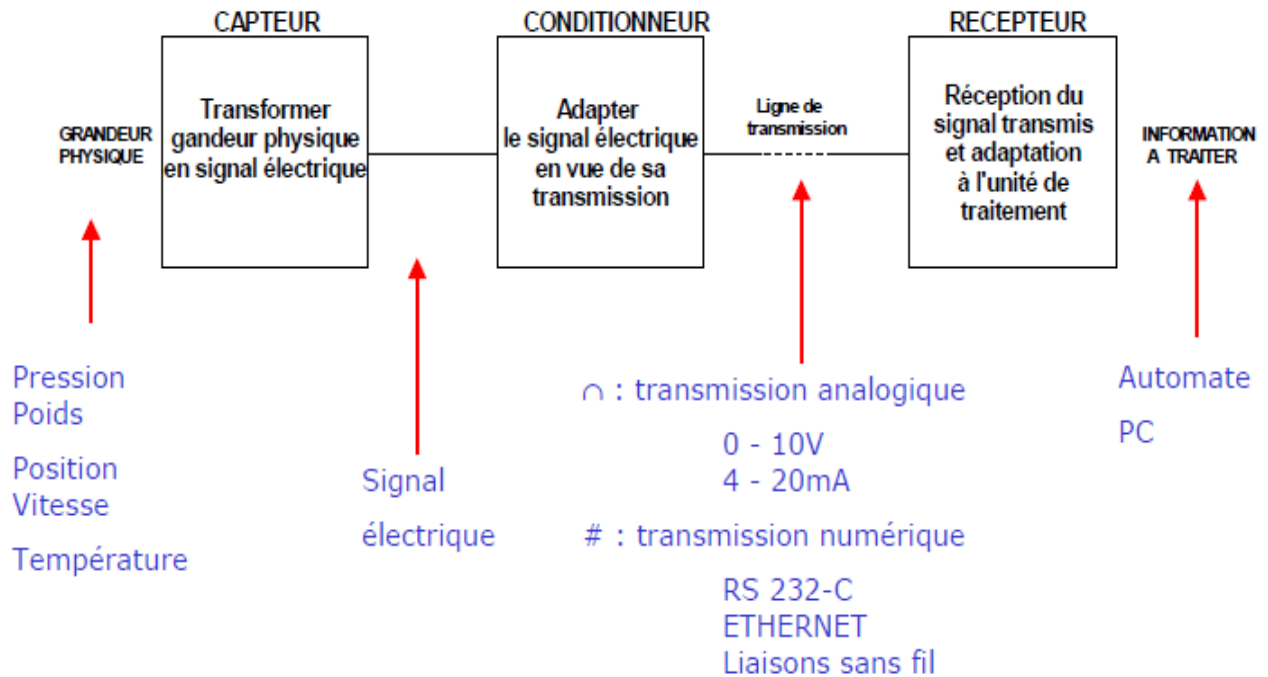 CAPTEUR
CONDITIONNEUR
RECEPTEUR
GRANDEUR
PHYSIQUE
Transformer
gandeur physique
en signal électrique
Adapter
le signal électrique
en vue de sa
transmission
Ligne de
transmission
Réception du
signal transmis
et adaptation
à l'unité de
traitement
INFORMATION
A TRAITER
Pression
Poids
Position
Vitesse
Température
Signal
électrique
∩ : transmission analogique
0 - 10V
4 - 20mA
# : transmission numérique
RS 232-C
ETHERNET
Liaisons sans fil
Automate
PC